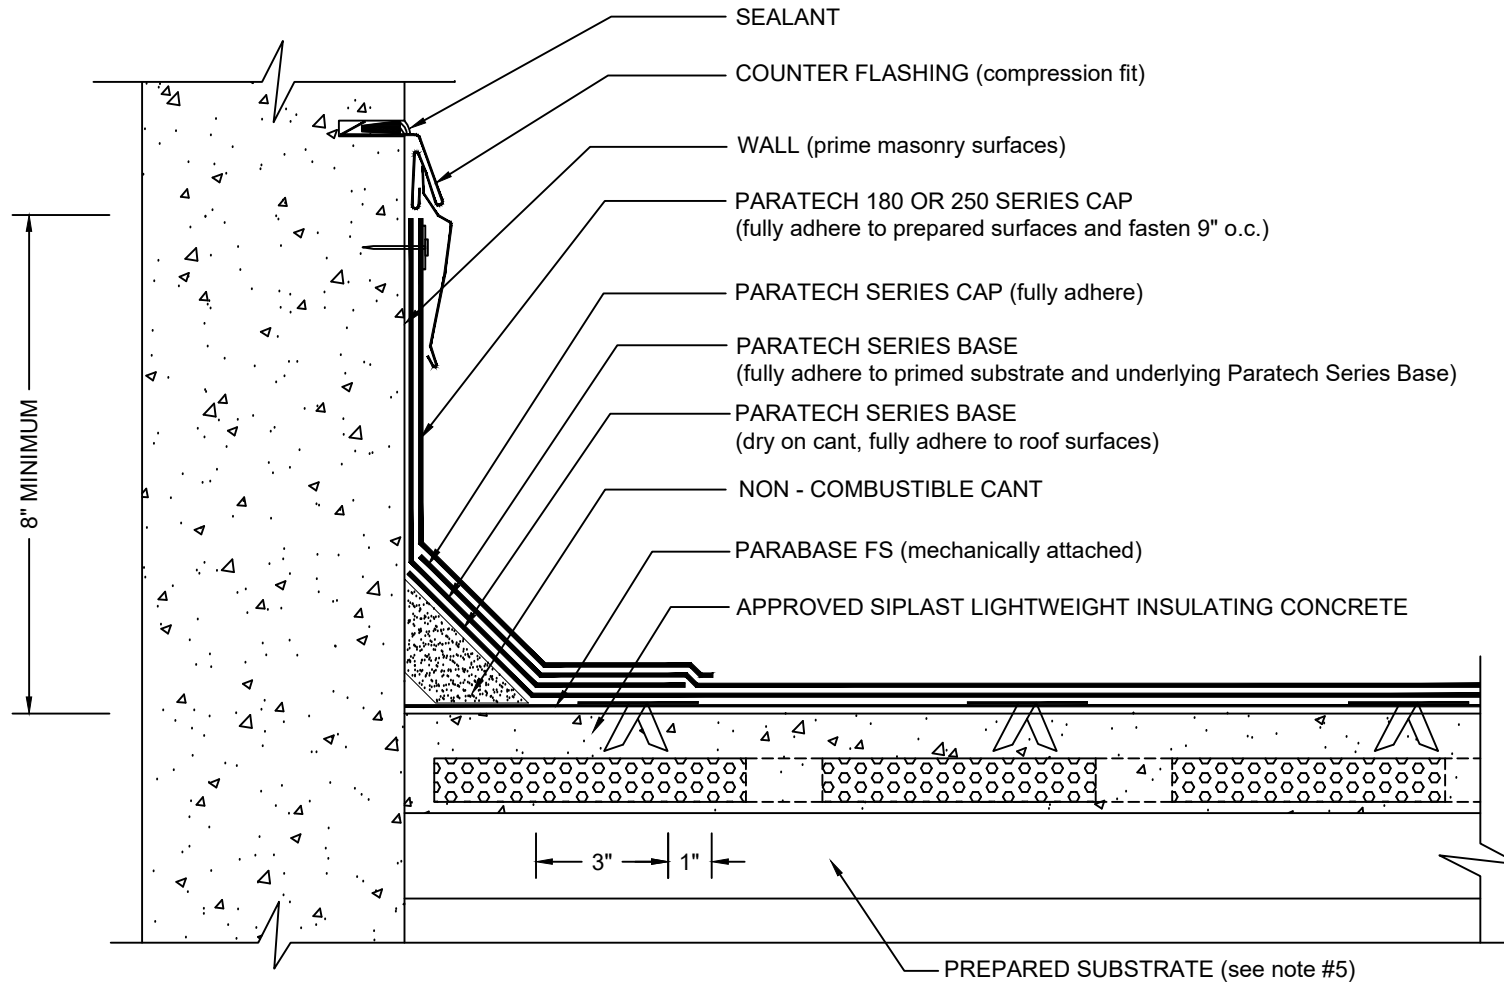 SEALANT
COUNTER FLASHING (compression fit)
WALL (prime masonry surfaces)
PARATECH 180 OR 250 SERIES CAP
(fully adhere to prepared surfaces and fasten 9" o.c.)
PARATECH SERIES CAP (fully adhere)
PARATECH SERIES BASE
(fully adhere to primed substrate and underlying Paratech Series Base)
PARATECH SERIES BASE
(dry on cant, fully adhere to roof surfaces)
NON - COMBUSTIBLE CANT
PARABASE FS (mechanically attached)
APPROVED SIPLAST LIGHTWEIGHT INSULATING CONCRETE
8" MINIMUM
3" 1"
PREPARED SUBSTRATE (see note #5)